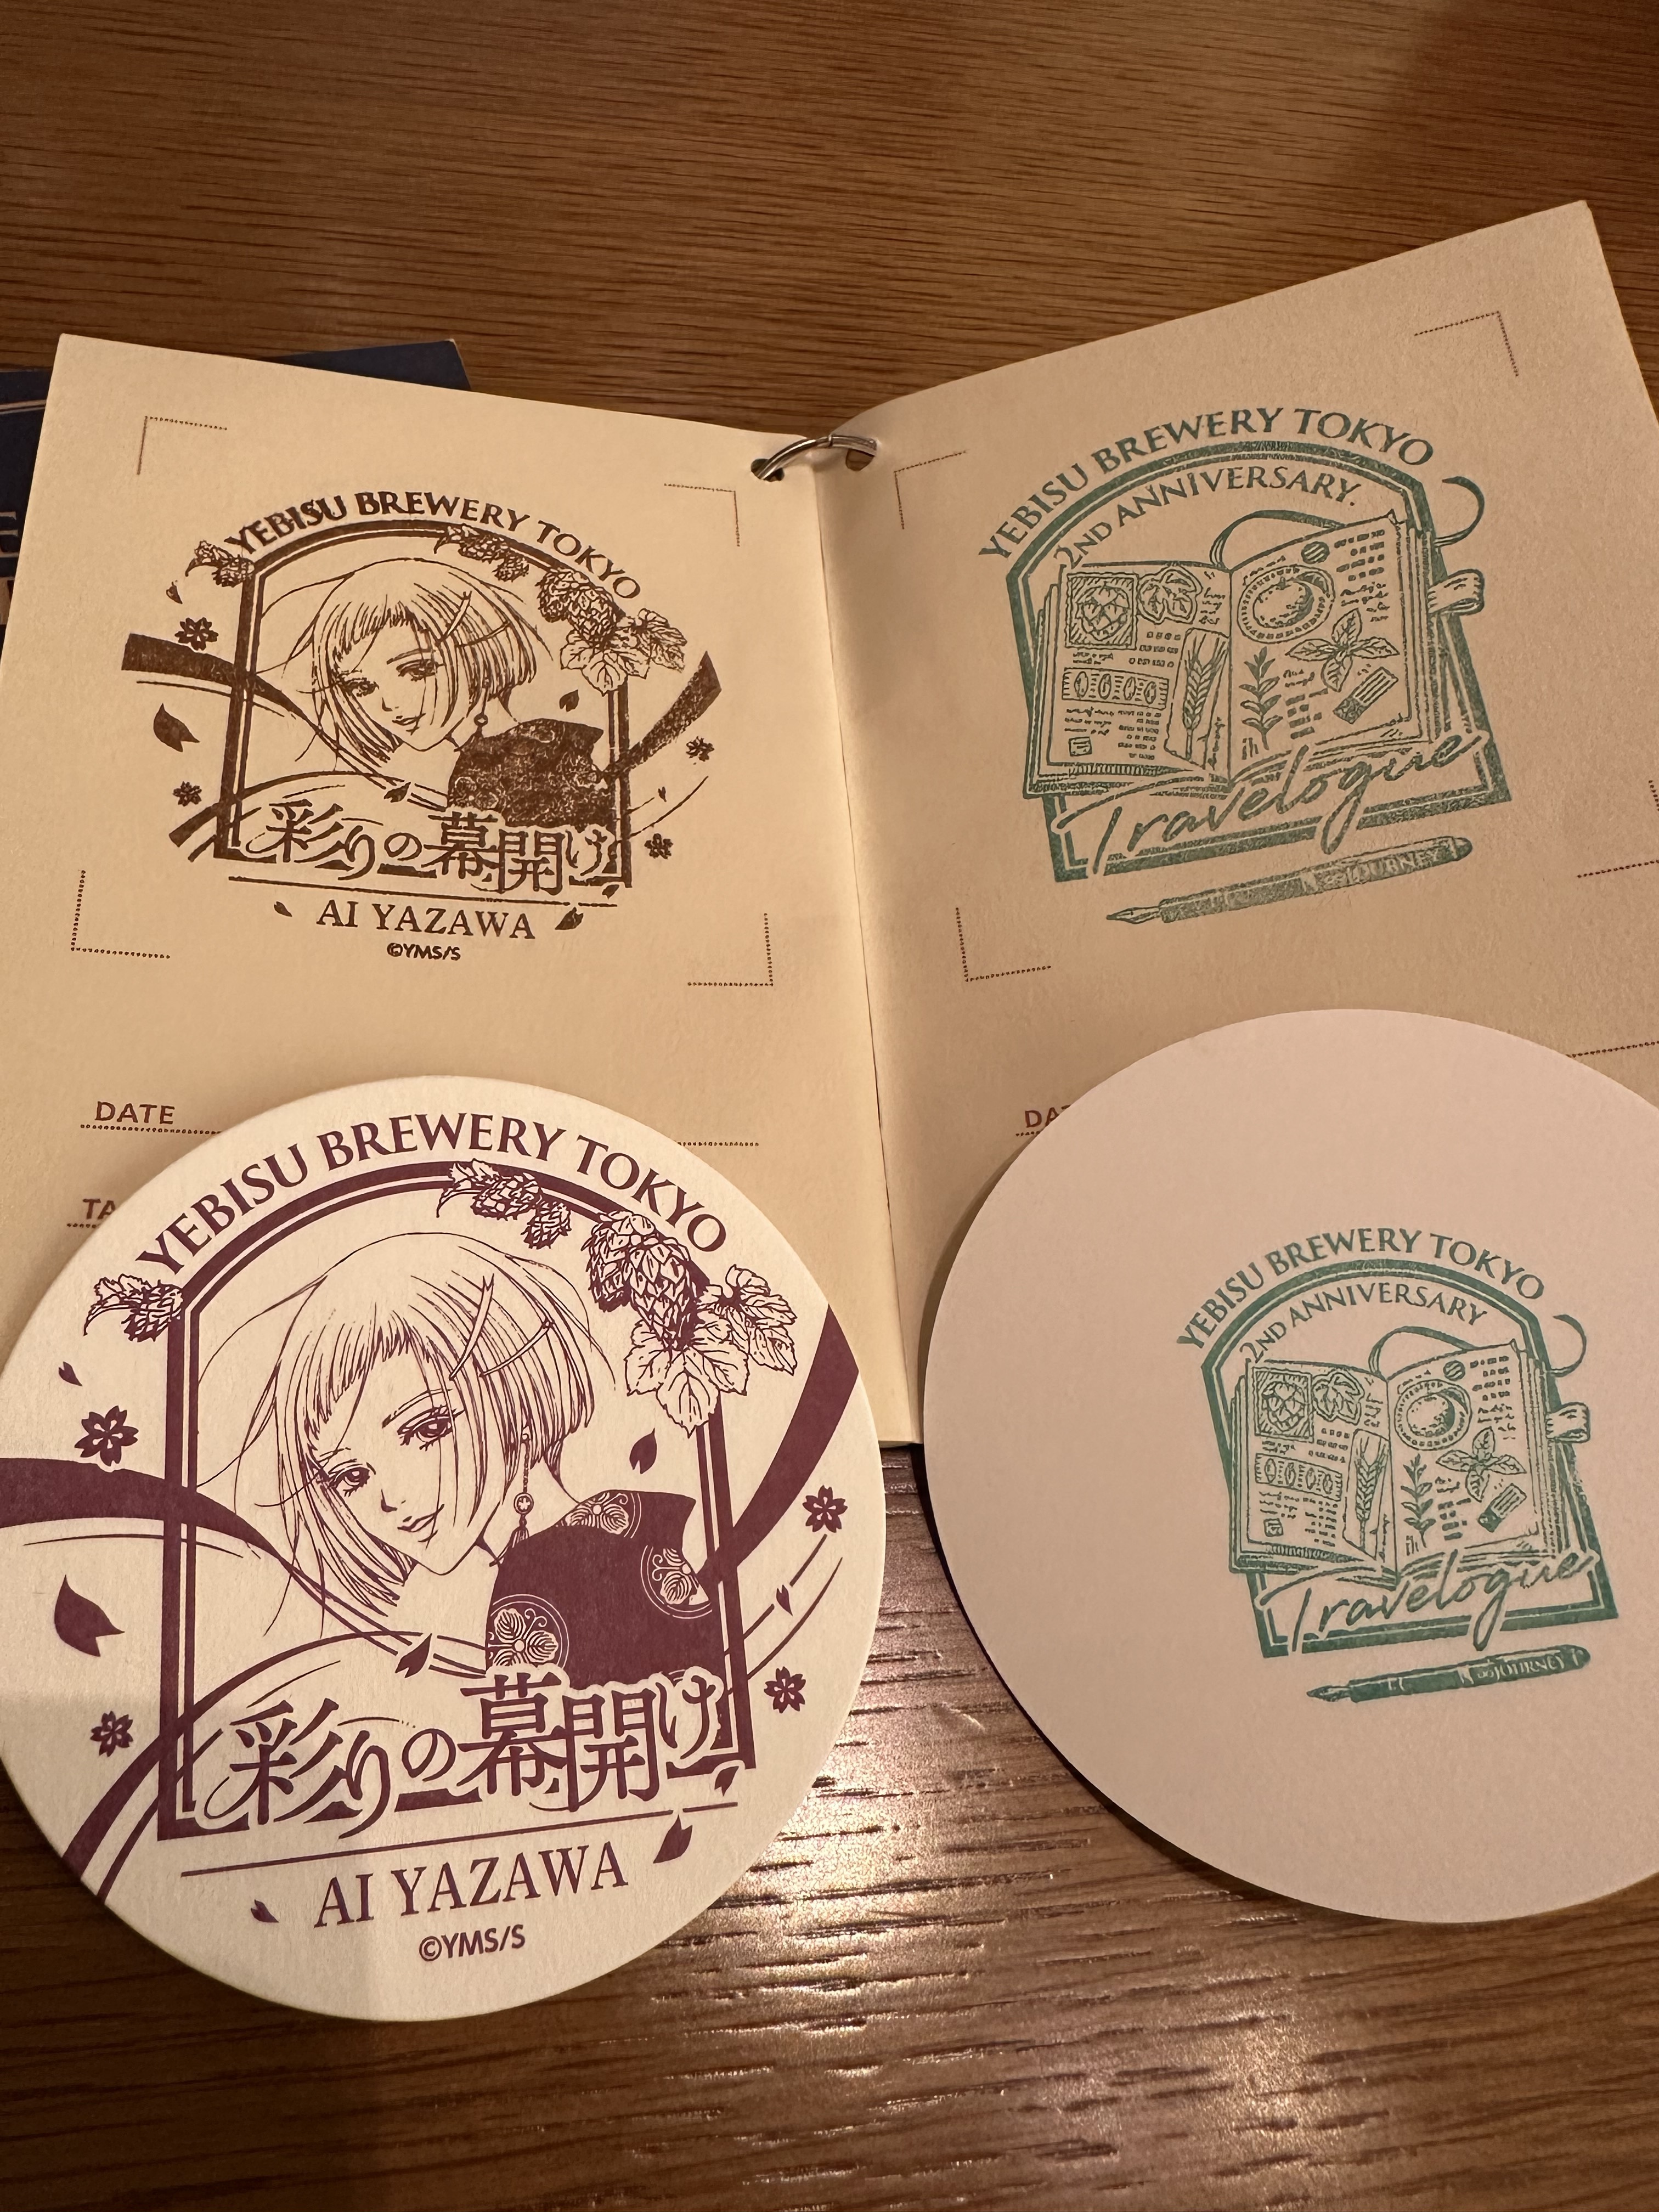 YEBISU BREWERY TOKYO
彩りの幕開け
AI YAZAWA
©YMS/S
DATE
TA
YEBISU BREWERY TOKYO
2ND ANNIVERSARY
Travelogue
JOURNEY
DA
YEBISU BREWERY TOKYO
彩りの幕開け
AI YAZAWA
©YMS/S
YEBISU BREWERY TOKYO
2ND ANNIVERSARY
Travelogue
JOURNEY